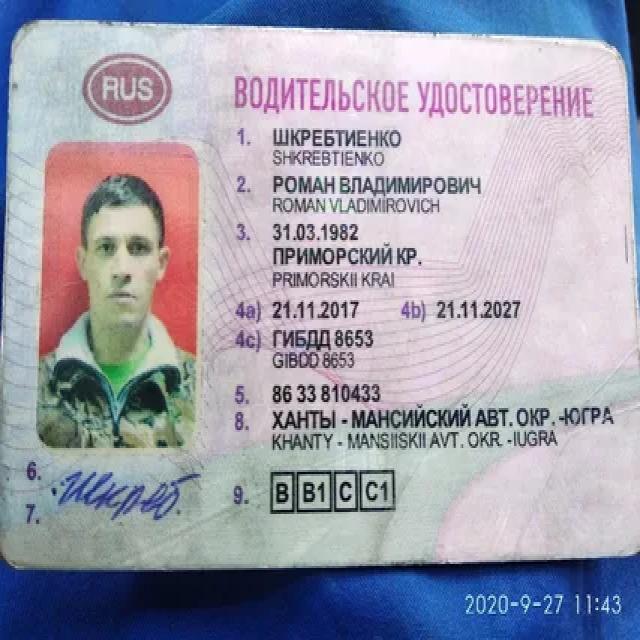 RUS
ВОДИТЕЛЬСКОЕ УДОСТОВЕРЕНИЕ
1. ШКРЕБТИЕНКО
SHKREBTIENKO
2. РОМАН ВЛАДИМИРОВИЧ
ROMAN VLADIMIROVICH
3. 31.03.1982
ПРИМОРСКИЙ КР.
PRIMORSKII KRAI
4a) 21.11.2017 4b) 21.11.2027
4c) ГИБДД 8653
GIBDD 8653
5. 86 33 810433
8. ХАНТЫ - МАНСИЙСКИЙ АВТ. ОКР. -ЮГРА
KHANTY - MANSIISKII AVT. OKR. -IUGRA
6.
7.
9. B B1 C C1
2020-9-27 11:43